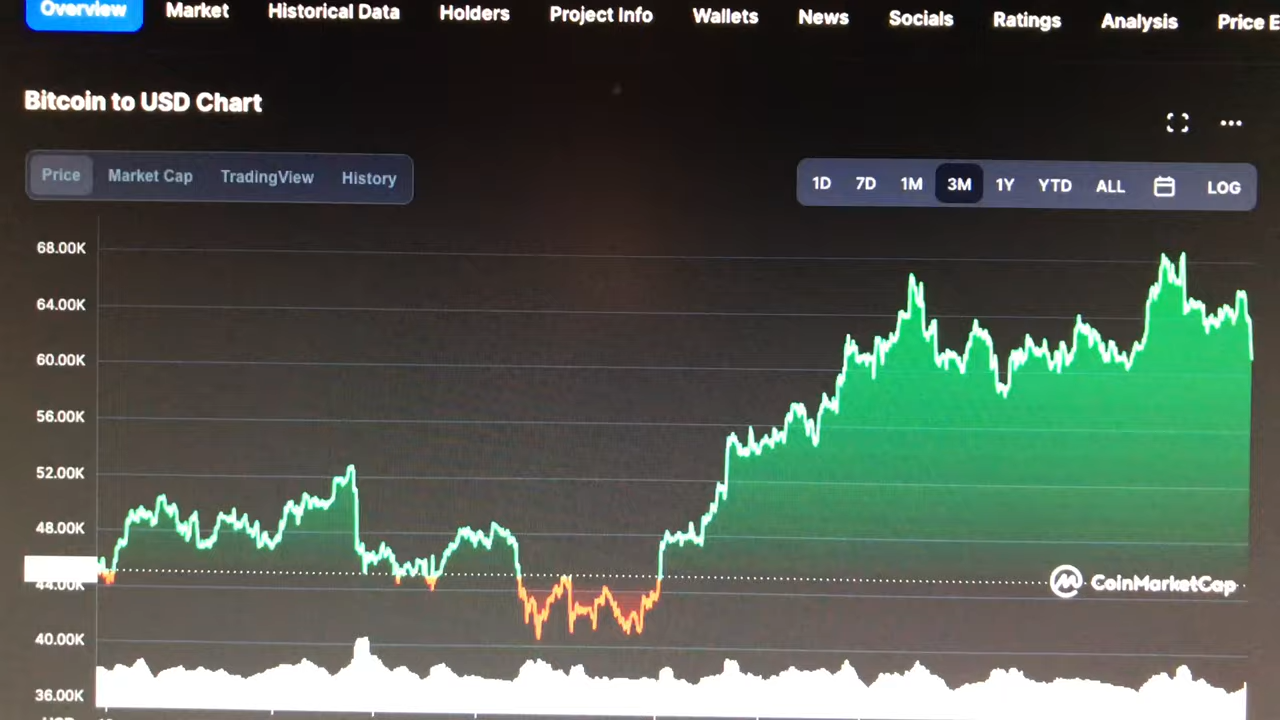 Overview Market Historical Data Holders Project Info Wallets News Socials Ratings Analysis Price
Bitcoin to USD Chart
Price Market Cap TradingView History
1D 7D 1M 3M 1Y YTD ALL LOG
68.00K
64.00K
60.00K
56.00K
52.00K
48.00K
44.00K
CoinMarketCap
40.00K
36.00K